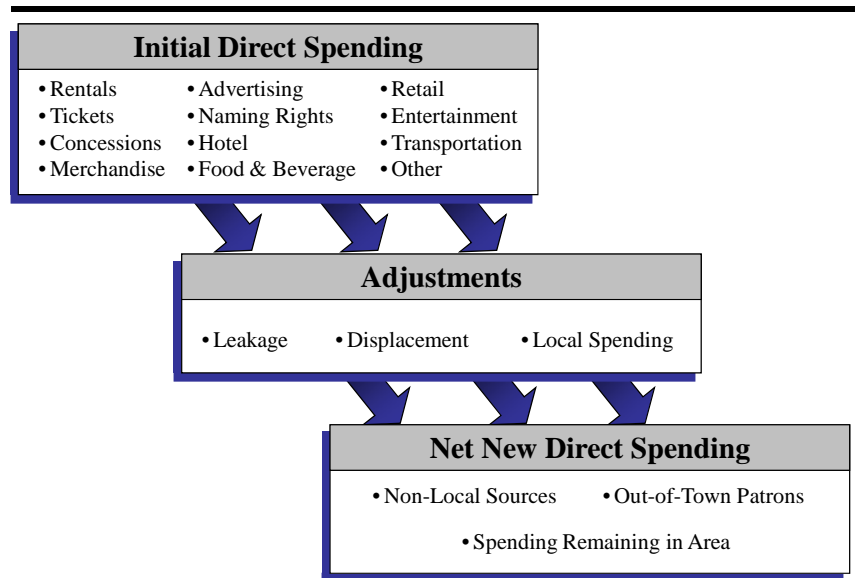 Initial Direct Spending
• Rentals • Advertising • Retail
• Tickets • Naming Rights • Entertainment
• Concessions • Hotel • Transportation
• Merchandise • Food & Beverage • Other
Adjustments
• Leakage • Displacement • Local Spending
Net New Direct Spending
• Non-Local Sources • Out-of-Town Patrons
• Spending Remaining in Area